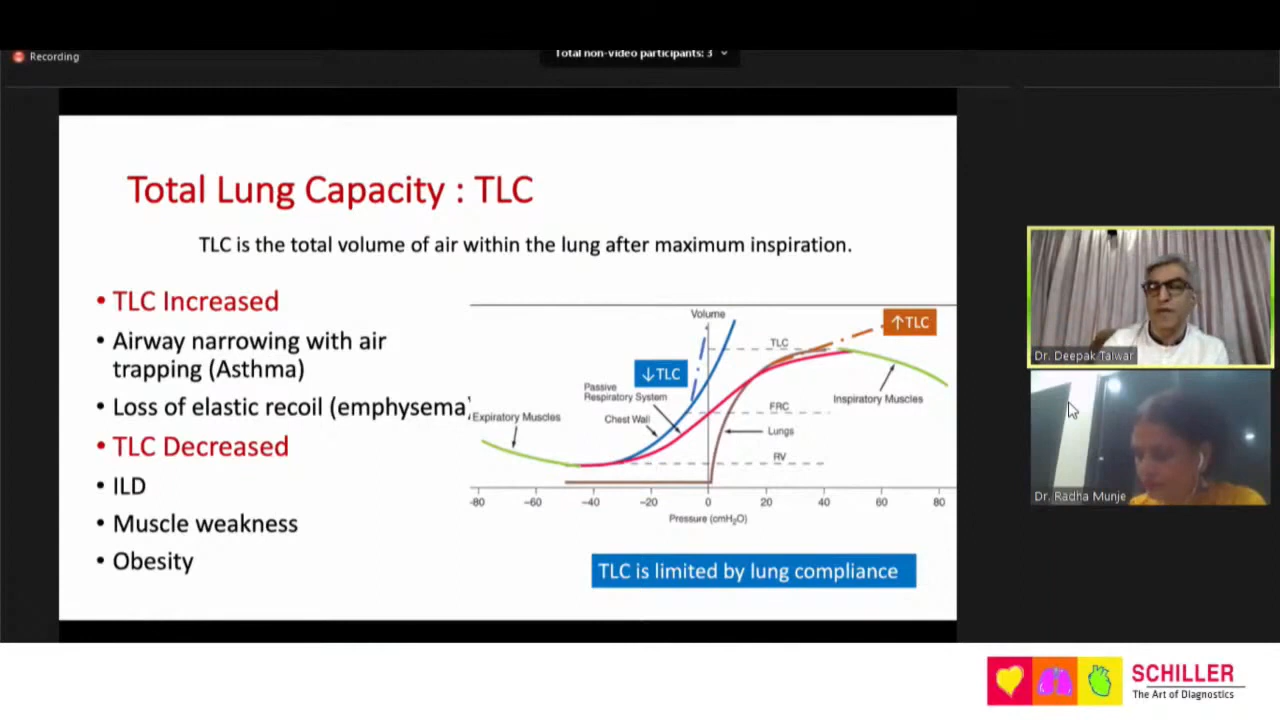 Recording
Total non-video participants: 3
Total Lung Capacity : TLC
TLC is the total volume of air within the lung after maximum inspiration.
• TLC Increased
• Airway narrowing with air
trapping (Asthma)
• Loss of elastic recoil (emphysema)
• TLC Decreased
• ILD
• Muscle weakness
• Obesity
Volume
TLC
↑TLC
↓TLC
Passive
Respiratory System
Chest Wall
Expiratory Muscles
Inspiratory Muscles
FRC
Lungs
RV
-80 -60 -40 -20 0 20 40 60 80
Pressure (cmH₂O)
TLC is limited by lung compliance
Dr. Deepak Talwar
Dr. Radha Munje
SCHILLER
The Art of Diagnostics